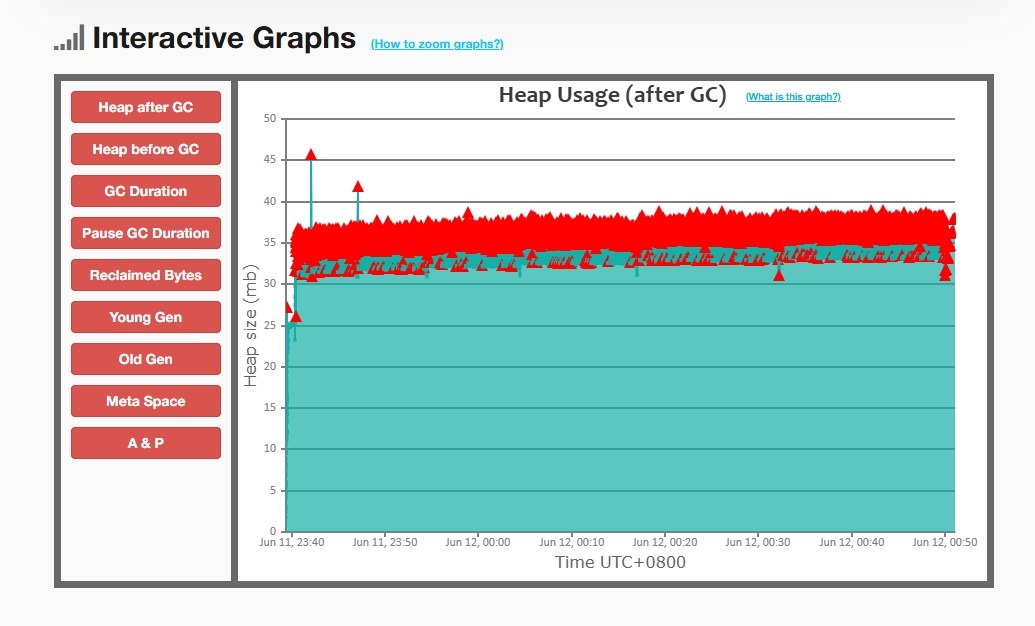 Interactive Graphs (How to zoom graphs?)
Heap after GC
Heap before GC
GC Duration
Pause GC Duration
Reclaimed Bytes
Young Gen
Old Gen
Meta Space
A & P
Heap Usage (after GC) (What is this graph?)
Heap size (mb)
50
45
40
35
30
25
20
15
10
5
0
Jun 11, 23:40 Jun 11, 23:50 Jun 12, 00:00 Jun 12, 00:10 Jun 12, 00:20 Jun 12, 00:30 Jun 12, 00:40 Jun 12, 00:50
Time UTC+0800